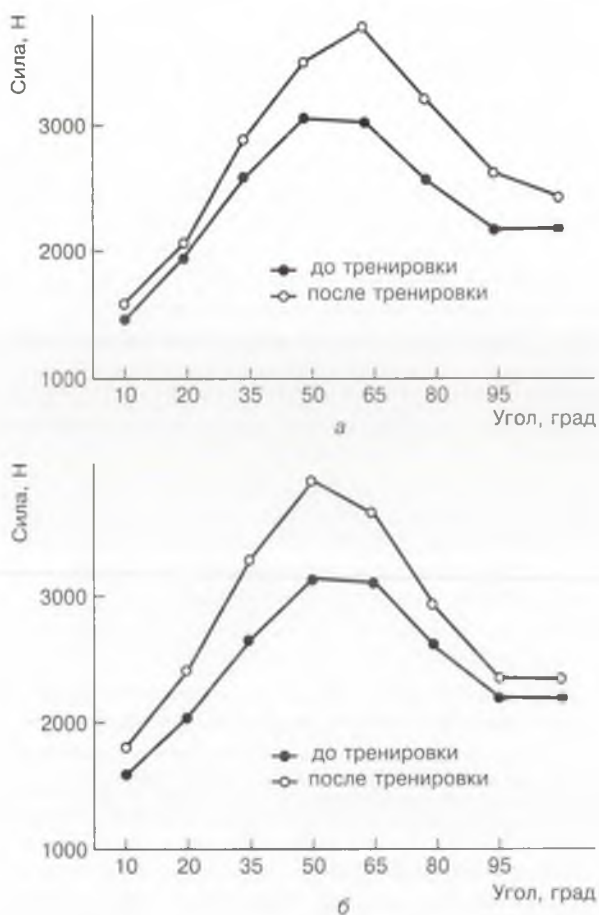 Сила, Н
3000
2000
1000
до тренировки
после тренировки
10 20 35 50 65 80 95
Угол, град
а
Сила, Н
3000
2000
1000
до тренировки
после тренировки
10 20 35 50 65 80 95
Угол, град
б